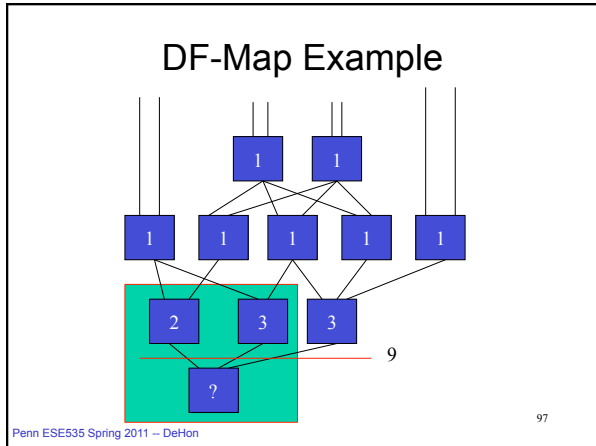 DF-Map Example
1 1
1 1 1 1 1
2 3 3
9
?
97
Penn ESE535 Spring 2011 -- DeHon